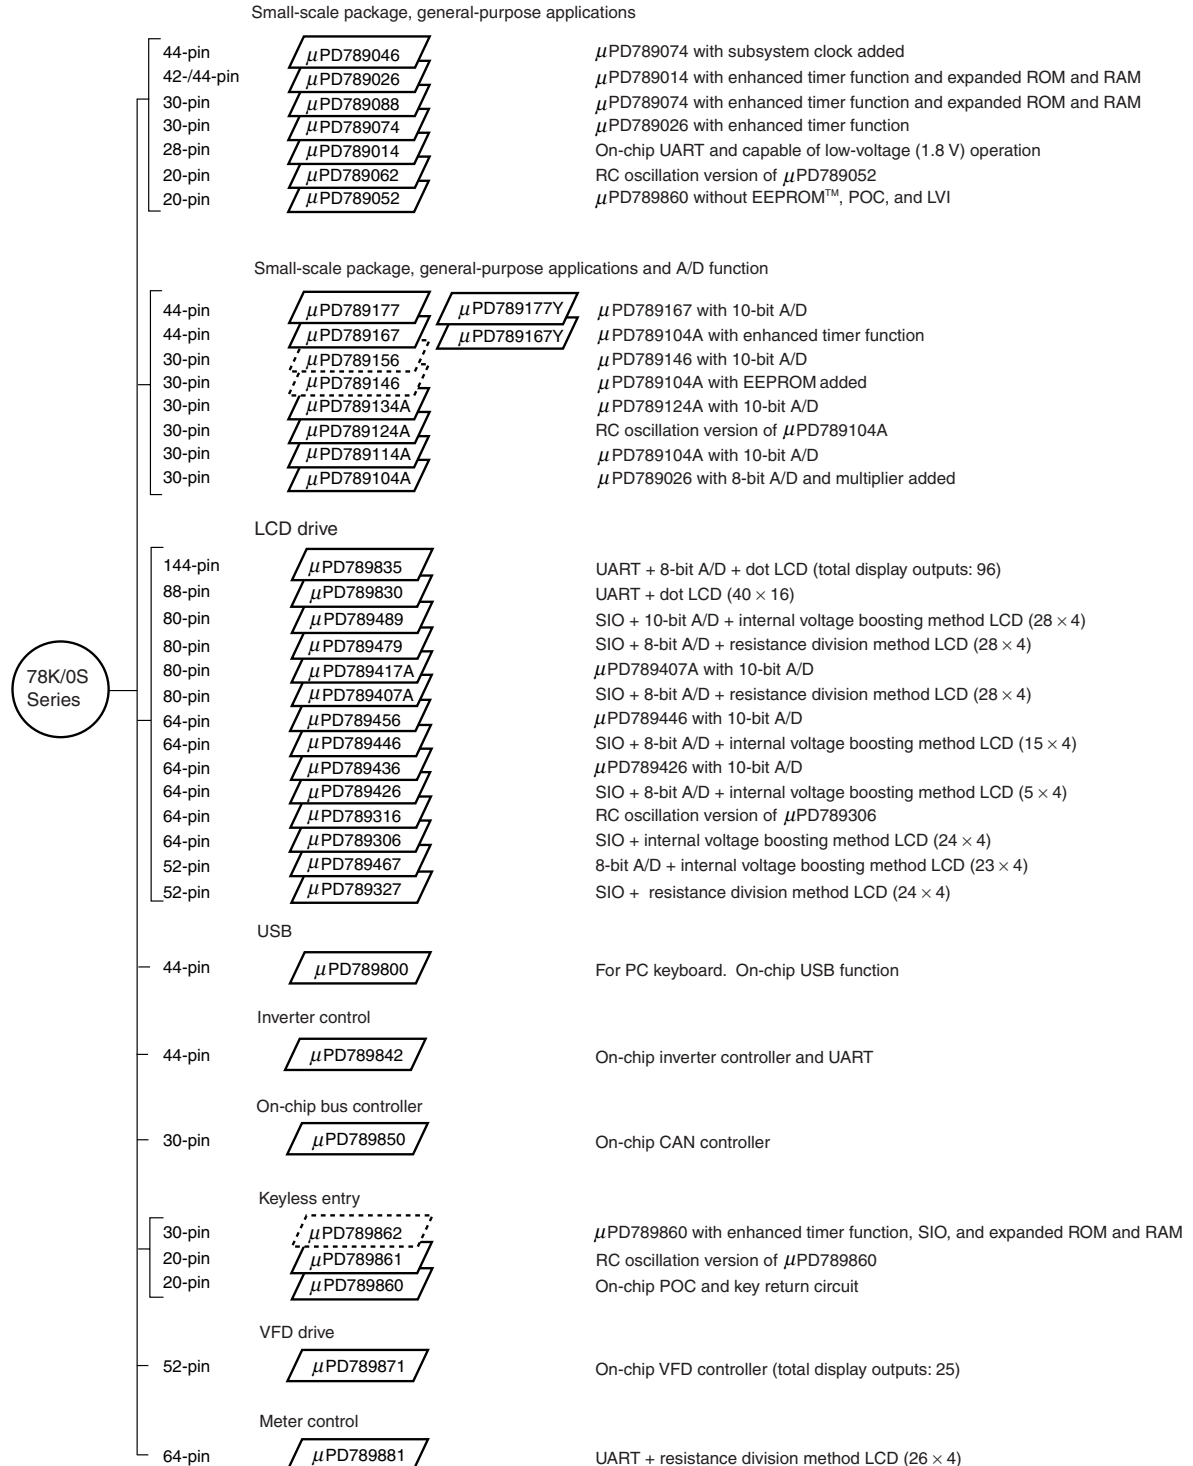 Small-scale package, general-purpose applications
44-pin μPD789046 μPD789074 with subsystem clock added
42-/44-pin μPD789026 μPD789014 with enhanced timer function and expanded ROM and RAM
30-pin μPD789088 μPD789074 with enhanced timer function and expanded ROM and RAM
30-pin μPD789074 μPD789026 with enhanced timer function
28-pin μPD789014 On-chip UART and capable of low-voltage (1.8 V) operation
20-pin μPD789062 RC oscillation version of μPD789052
20-pin μPD789052 μPD789860 without EEPROM™, POC, and LVI
Small-scale package, general-purpose applications and A/D function
44-pin μPD789177 μPD789177Y μPD789167 with 10-bit A/D
44-pin μPD789167 μPD789167Y μPD789104A with enhanced timer function
30-pin μPD789156 μPD789146 with 10-bit A/D
30-pin μPD789146 μPD789104A with EEPROM added
30-pin μPD789134A μPD789124A with 10-bit A/D
30-pin μPD789124A RC oscillation version of μPD789104A
30-pin μPD789114A μPD789104A with 10-bit A/D
30-pin μPD789104A μPD789026 with 8-bit A/D and multiplier added
LCD drive
144-pin μPD789835 UART + 8-bit A/D + dot LCD (total display outputs: 96)
88-pin μPD789830 UART + dot LCD (40 × 16)
80-pin μPD789489 SIO + 10-bit A/D + internal voltage boosting method LCD (28 × 4)
80-pin μPD789479 SIO + 8-bit A/D + resistance division method LCD (28 × 4)
80-pin μPD789417A μPD789407A with 10-bit A/D
80-pin μPD789407A SIO + 8-bit A/D + resistance division method LCD (28 × 4)
64-pin μPD789456 μPD789446 with 10-bit A/D
64-pin μPD789446 SIO + 8-bit A/D + internal voltage boosting method LCD (15 × 4)
64-pin μPD789436 μPD789426 with 10-bit A/D
64-pin μPD789426 SIO + 8-bit A/D + internal voltage boosting method LCD (5 × 4)
64-pin μPD789316 RC oscillation version of μPD789306
64-pin μPD789306 SIO + internal voltage boosting method LCD (24 × 4)
52-pin μPD789467 8-bit A/D + internal voltage boosting method LCD (23 × 4)
52-pin μPD789327 SIO + resistance division method LCD (24 × 4)
78K/0S
Series
USB
44-pin μPD789800 For PC keyboard. On-chip USB function
Inverter control
44-pin μPD789842 On-chip inverter controller and UART
On-chip bus controller
30-pin μPD789850 On-chip CAN controller
Keyless entry
30-pin μPD789862 μPD789860 with enhanced timer function, SIO, and expanded ROM and RAM
20-pin μPD789861 RC oscillation version of μPD789860
20-pin μPD789860 On-chip POC and key return circuit
VFD drive
52-pin μPD789871 On-chip VFD controller (total display outputs: 25)
Meter control
64-pin μPD789881 UART + resistance division method LCD (26 × 4)